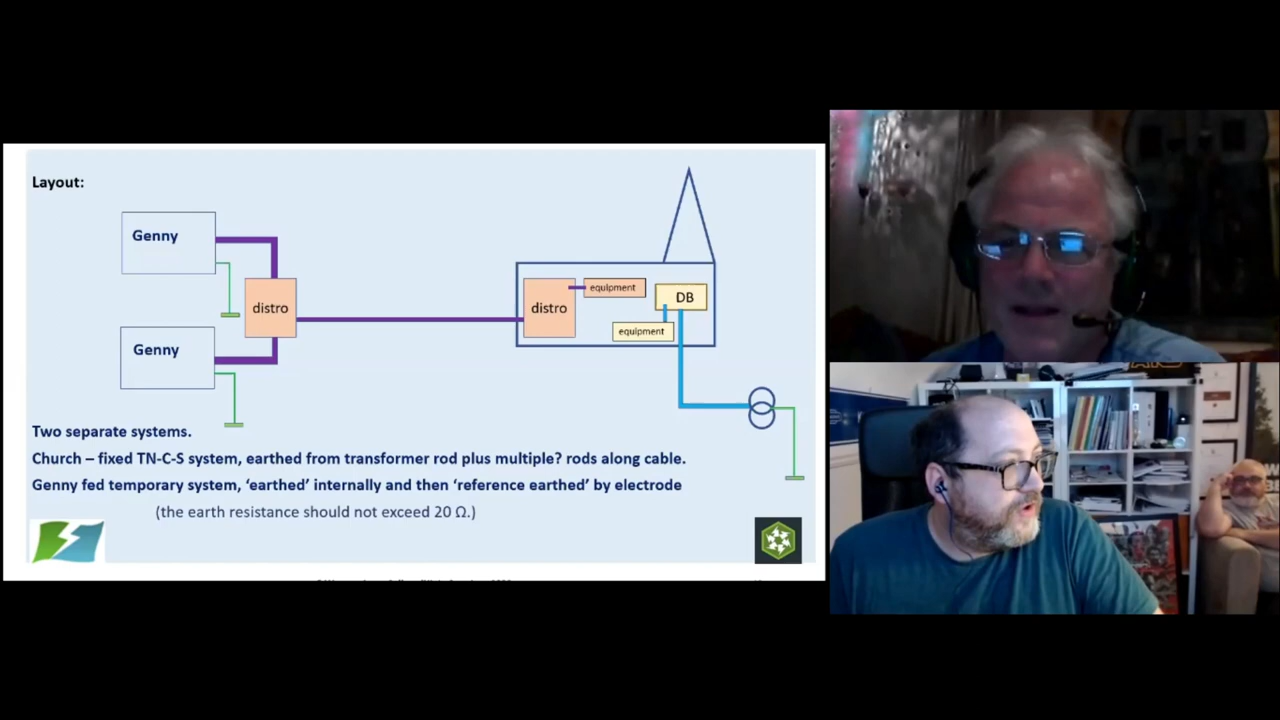 Layout:
Genny
distro
Genny
distro
equipment
DB
equipment
Two separate systems.
Church – fixed TN-C-S system, earthed from transformer rod plus multiple? rods along cable.
Genny fed temporary system, ‘earthed’ internally and then ‘reference earthed’ by electrode
(the earth resistance should not exceed 20 Ω.)